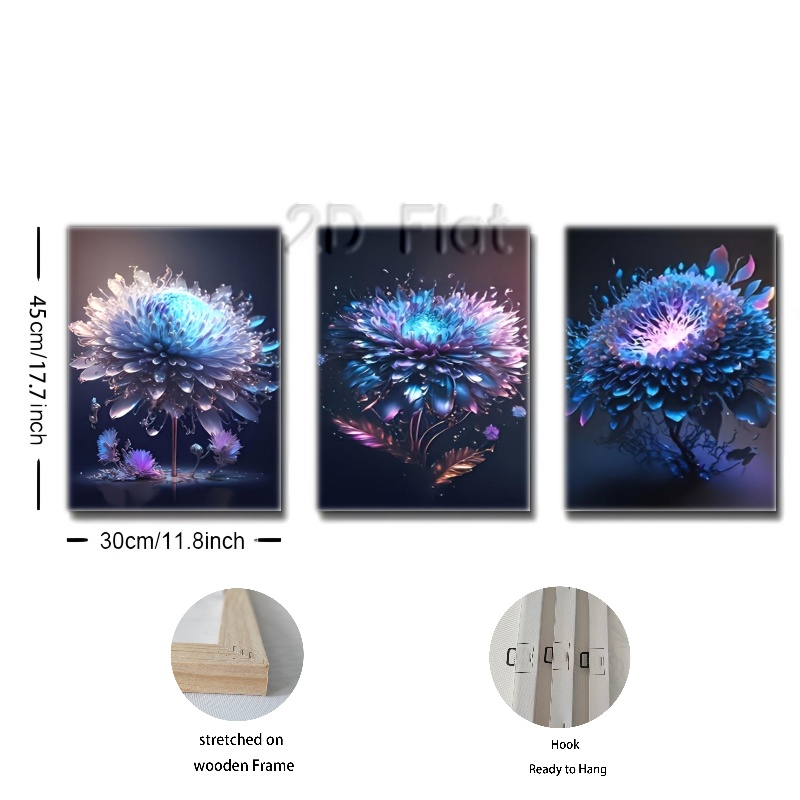 2D Flat
45cm/17.7inch
30cm/11.8inch
stretched on
wooden Frame
Hook
Ready to Hang